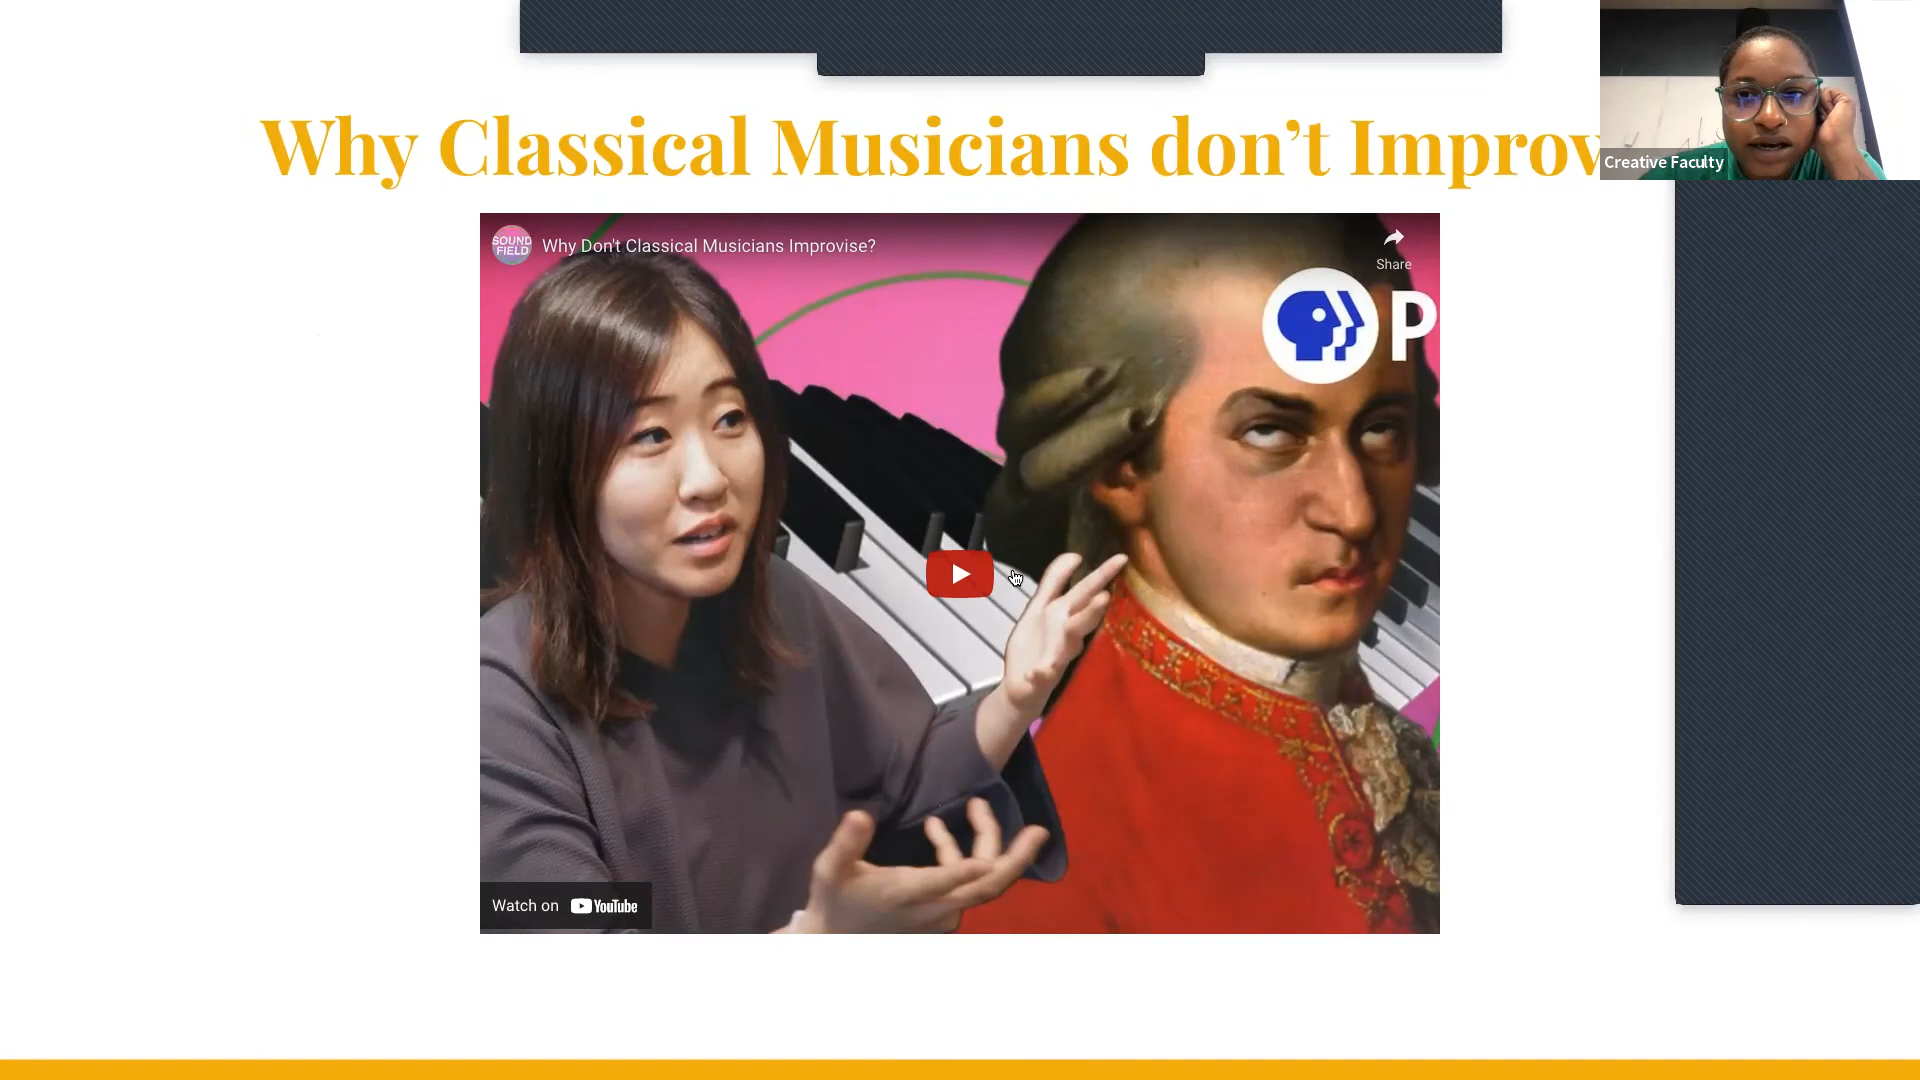 Why Classical Musicians don’t Improv
Creative Faculty
SOUND
FIELD
Why Don't Classical Musicians Improvise?
Share
P
Watch on YouTube